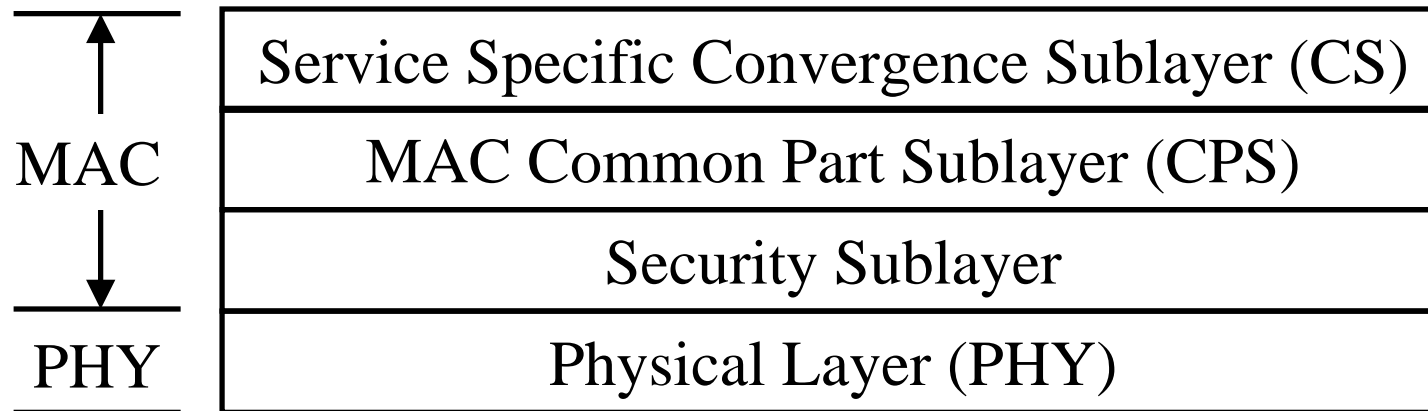 Service Specific Convergence Sublayer (CS)
MAC
MAC Common Part Sublayer (CPS)
Security Sublayer
PHY
Physical Layer (PHY)